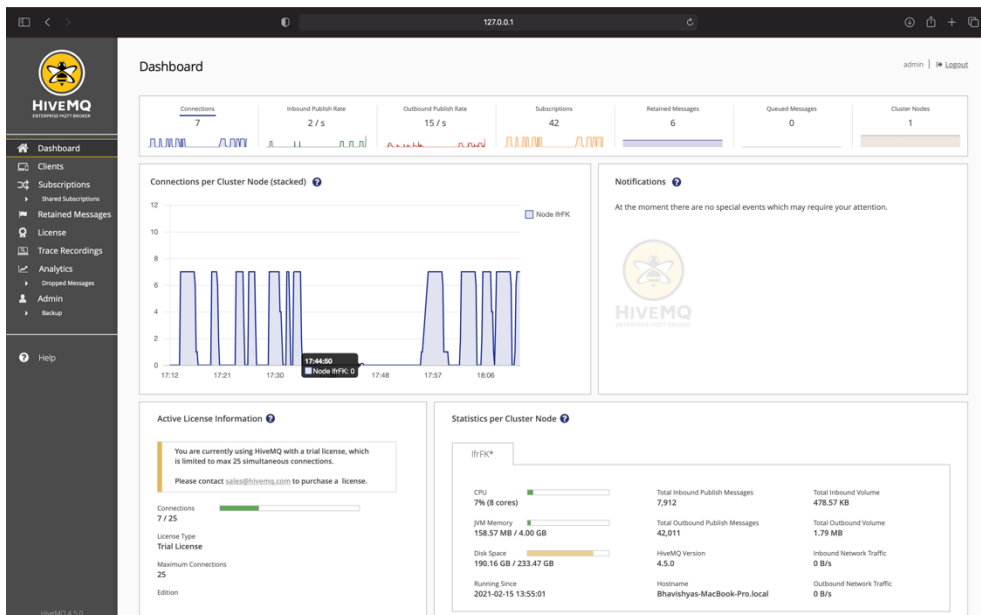 127.0.0.1
HIVEMQ
ENTERPRISE MQTT BROKER
Dashboard
Clients
Subscriptions
Shared Subscriptions
Retained Messages
License
Trace Recordings
Analytics
Dropped Messages
Admin
Backup
Help
HiveMQ 4.5.0
Dashboard
admin | Logout
Connections
7
Inbound Publish Rate
2 / s
Outbound Publish Rate
15 / s
Subscriptions
42
Retained Messages
6
Queued Messages
0
Cluster Nodes
1
Connections per Cluster Node (stacked) ?
12
10
8
6
4
2
0
17:12
17:21
17:30
17:48
17:57
18:06
17:44:50
Node lfrFK: 0
Node lfrFK
Notifications ?
At the moment there are no special events which may require your attention.
HIVEMQ
ENTERPRISE MQTT BROKER
Active License Information ?
You are currently using HiveMQ with a trial license, which
is limited to max 25 simultaneous connections.
Please contact sales@hivemq.com to purchase a license.
Connections
7 / 25
License Type
Trial License
Maximum Connections
25
Edition
Statistics per Cluster Node ?
lfrFK*
CPU
7% (8 cores)
JVM Memory
158.57 MB / 4.00 GB
Disk Space
190.16 GB / 233.47 GB
Running Since
2021-02-15 13:55:01
Total Inbound Publish Messages
7,912
Total Outbound Publish Messages
42,011
HiveMQ Version
4.5.0
Hostname
Bhavishyas-MacBook-Pro.local
Total Inbound Volume
478.57 KB
Total Outbound Volume
1.79 MB
Inbound Network Traffic
0 B/s
Outbound Network Traffic
0 B/s